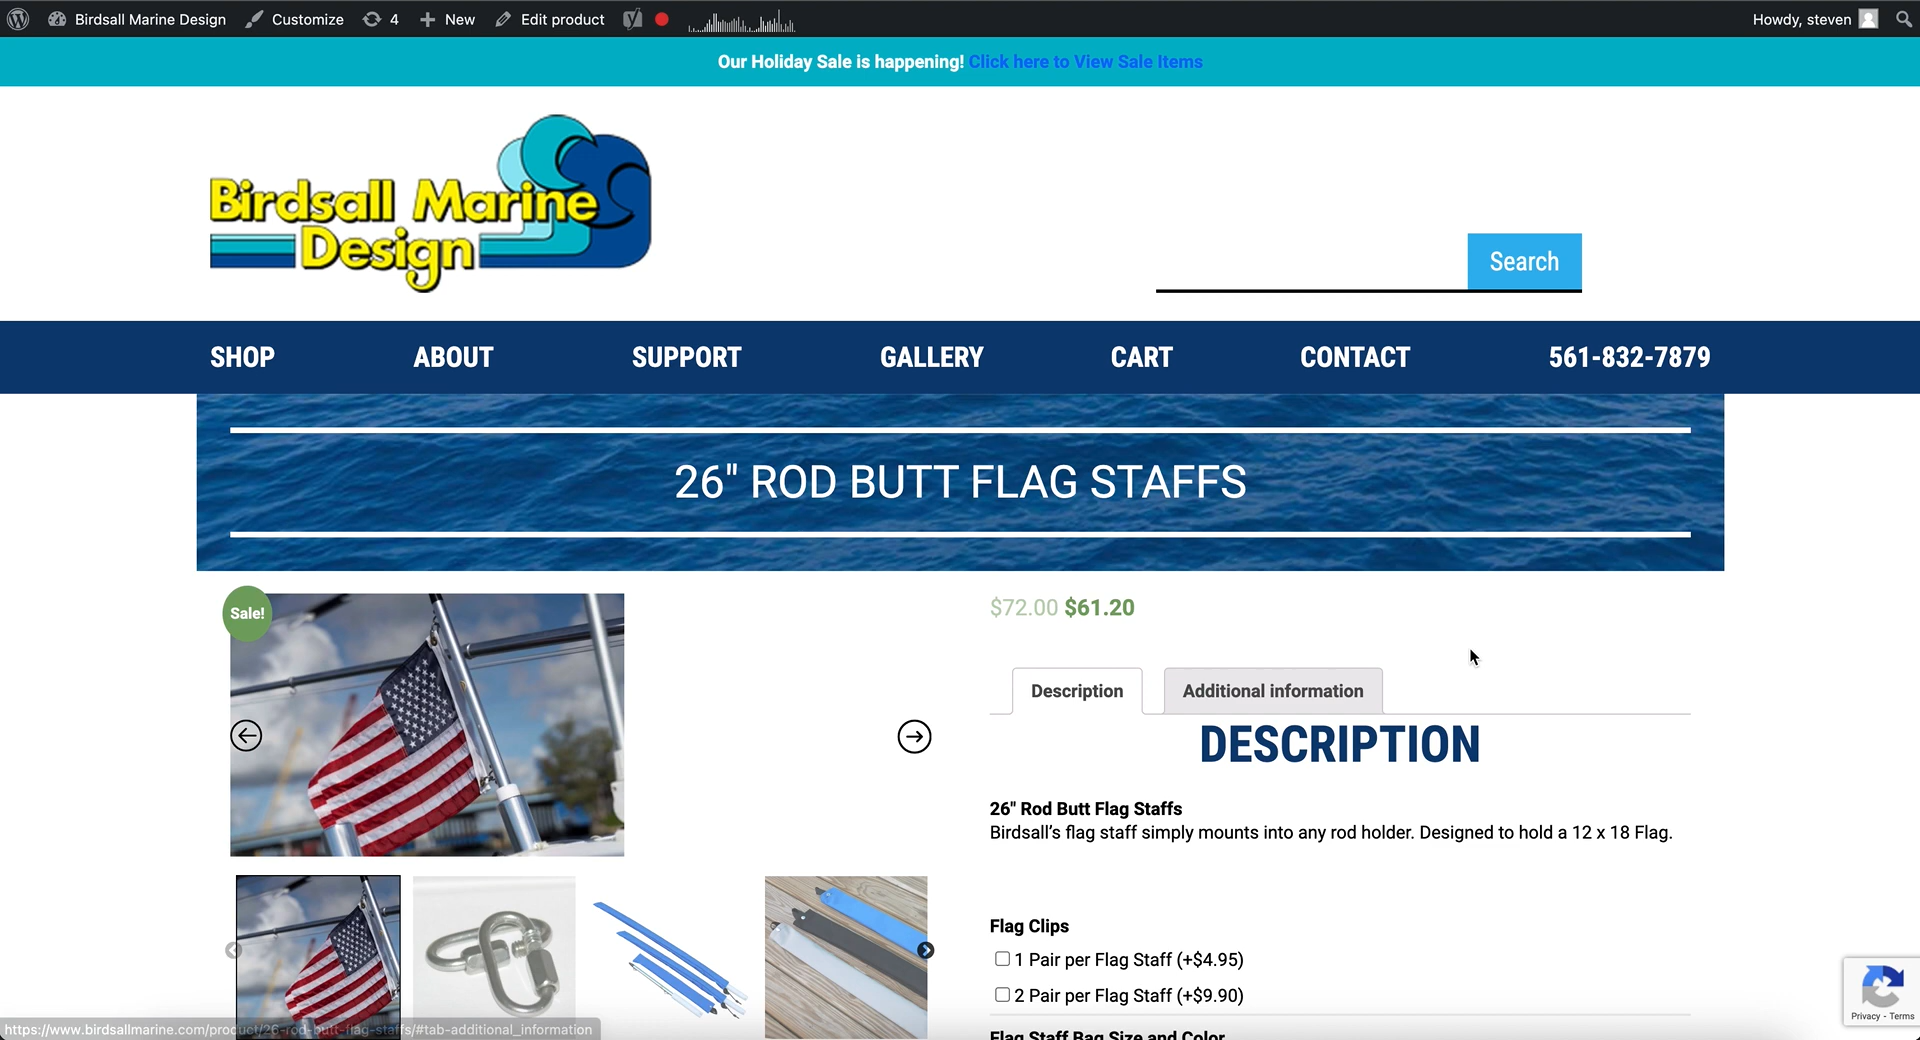 Birdsall Marine Design
Customize
4
New
Edit product
Howdy, steven
Our Holiday Sale is happening! Click here to View Sale Items
Birdsall Marine
Design
Search
SHOP
ABOUT
SUPPORT
GALLERY
CART
CONTACT
561-832-7879
26" ROD BUTT FLAG STAFFS
Sale!
$72.00 $61.20
Description
Additional information
DESCRIPTION
26" Rod Butt Flag Staffs
Birdsall’s flag staff simply mounts into any rod holder. Designed to hold a 12 x 18 Flag.
Flag Clips
1 Pair per Flag Staff (+$4.95)
2 Pair per Flag Staff (+$9.90)
Flag Staff Bag Size and Color
Privacy - Terms
https://www.birdsallmarine.com/product/26-rod-butt-flag-staffs/#tab-additional_information